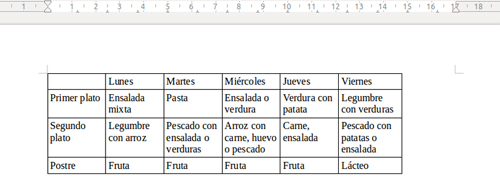 1 1 2 3 4 5 6 7 8 9 10 11 12 13 14 15 16 17 18
Lunes Martes Miércoles Jueves Viernes
Primer plato Ensalada mixta Pasta Ensalada o verdura Verdura con patata Legumbre con verduras
Segundo plato Legumbre con arroz Pescado con ensalada o verduras Arroz con carne, huevo o pescado Carne, ensalada Pescado con patatas o ensalada
Postre Fruta Fruta Fruta Fruta Lácteo